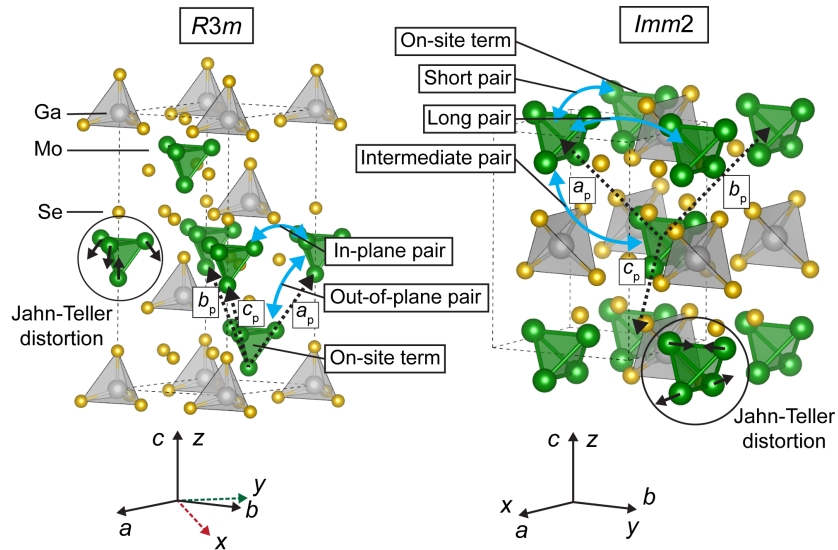 R3m
Imm2
On-site term
Short pair
Long pair
Intermediate pair
Ga
Mo
Se
a_p
b_p
c_p
In-plane pair
Out-of-plane pair
On-site term
b_p
c_p
a_p
Jahn-Teller
distortion
Jahn-Teller
distortion
c z
y
b
a
x
c z
x
a
b
y